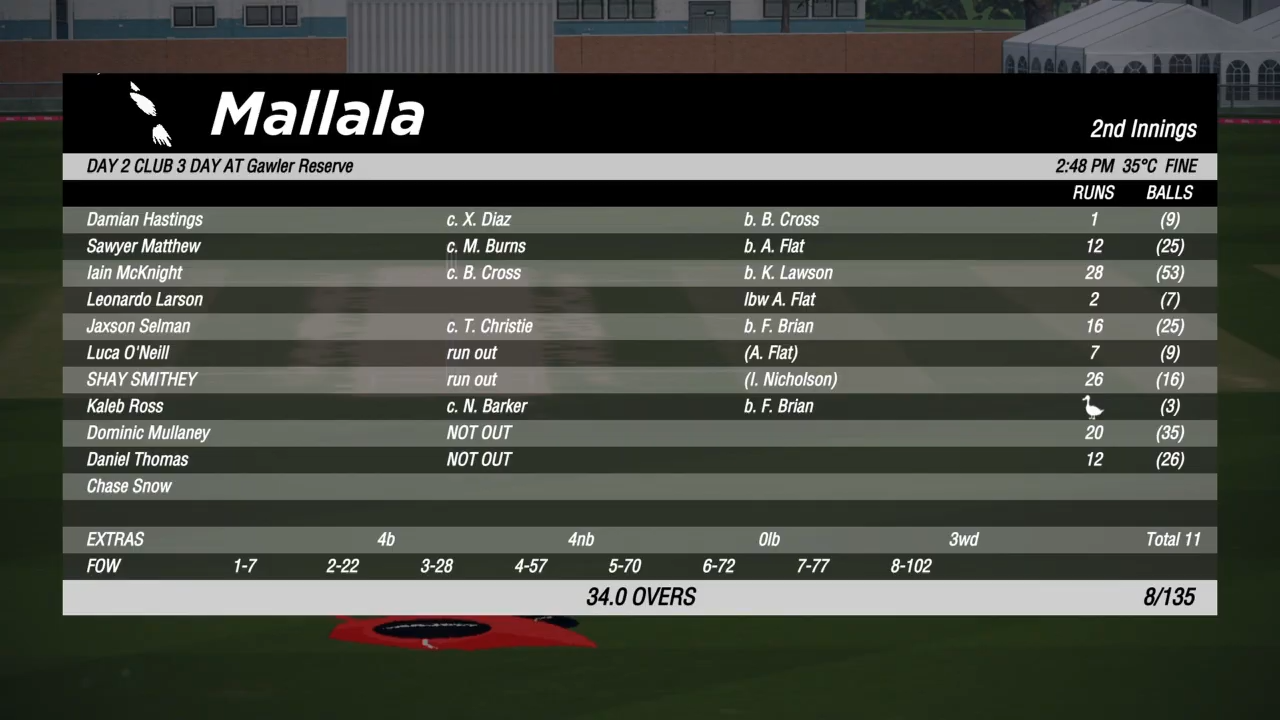 Mallala
2nd Innings
DAY 2 CLUB 3 DAY AT Gawler Reserve 2:48 PM 35°C FINE
RUNS BALLS
Damian Hastings c. X. Diaz b. B. Cross 1 (9)
Sawyer Matthew c. M. Burns b. A. Flat 12 (25)
Iain McKnight c. B. Cross b. K. Lawson 28 (53)
Leonardo Larson lbw A. Flat 2 (7)
Jaxson Selman c. T. Christie b. F. Brian 16 (25)
Luca O'Neill run out (A. Flat) 7 (9)
SHAY SMITHEY run out (I. Nicholson) 26 (16)
Kaleb Ross c. N. Barker b. F. Brian (3)
Dominic Mullaney NOT OUT 20 (35)
Daniel Thomas NOT OUT 12 (26)
Chase Snow
EXTRAS 4b 4nb 0lb 3wd Total 11
FOW 1-7 2-22 3-28 4-57 5-70 6-72 7-77 8-102
34.0 OVERS 8/135